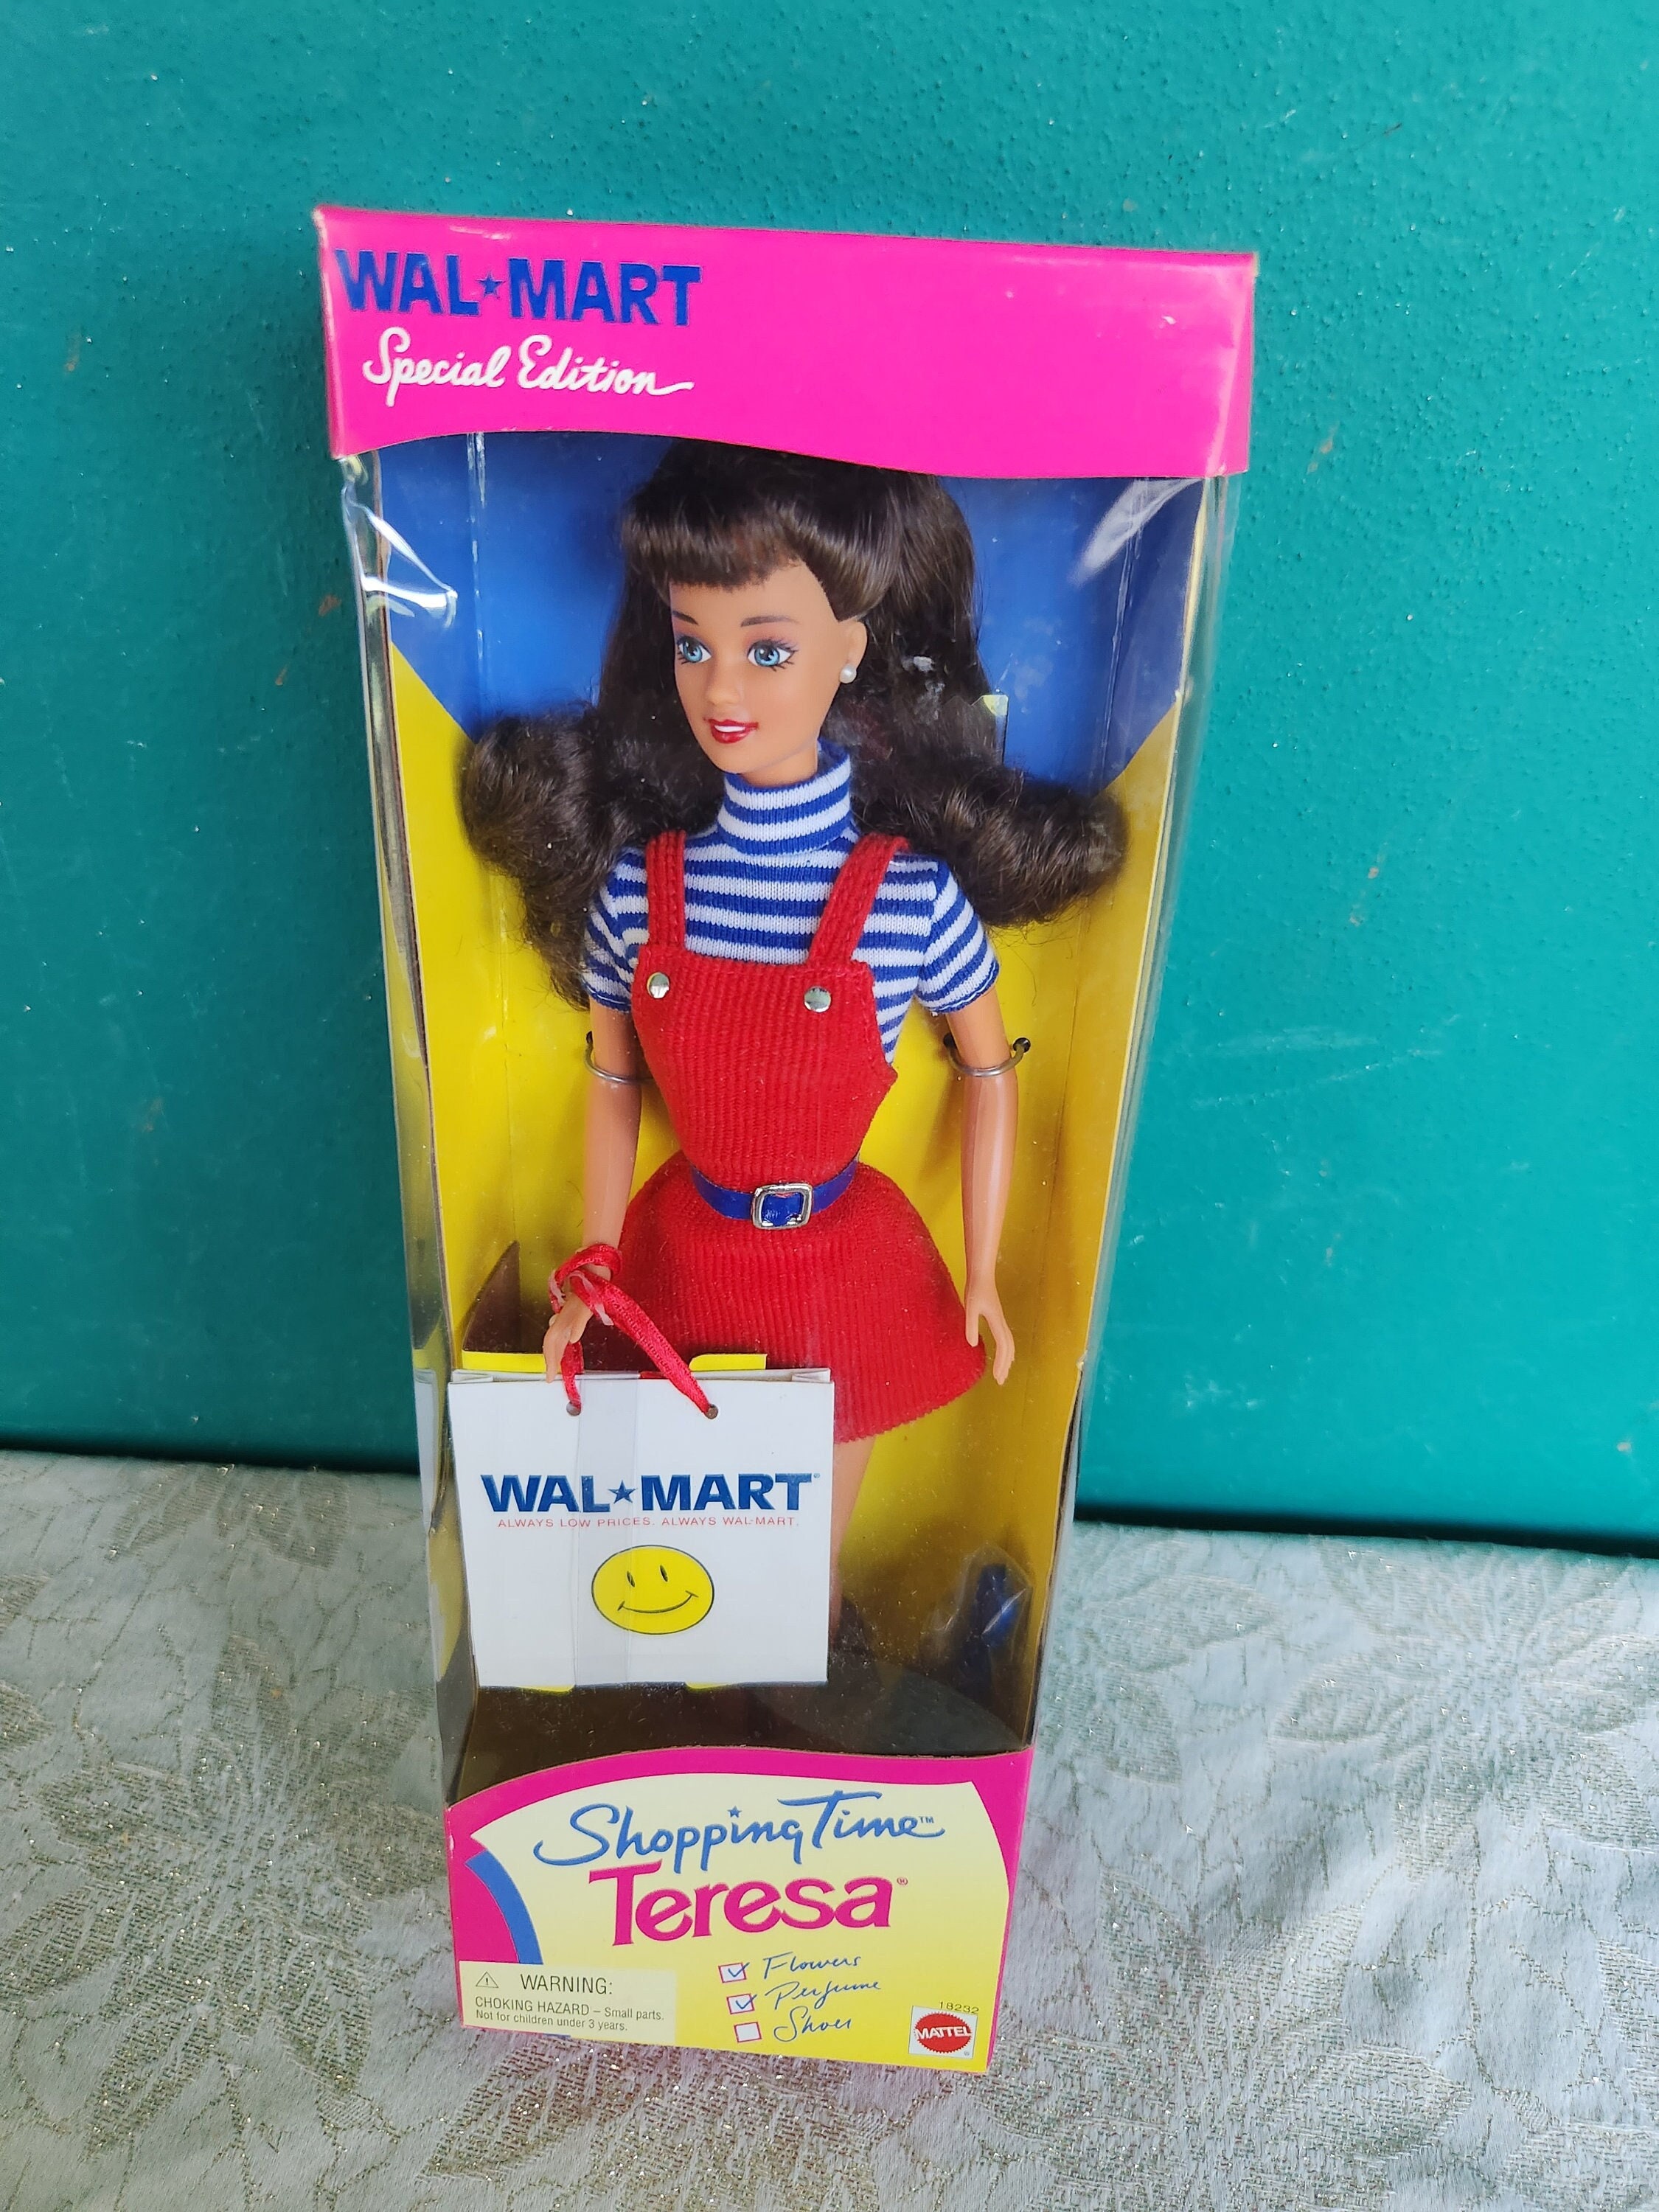 WAL★MART
Special Edition
WAL★MART®
ALWAYS LOW PRICES. ALWAYS WAL-MART.
Shopping Time™
Teresa®
Flowers
Perfume
Shoes
⚠ WARNING:
CHOKING HAZARD – Small parts.
Not for children under 3 years.
18232
MATTEL
®